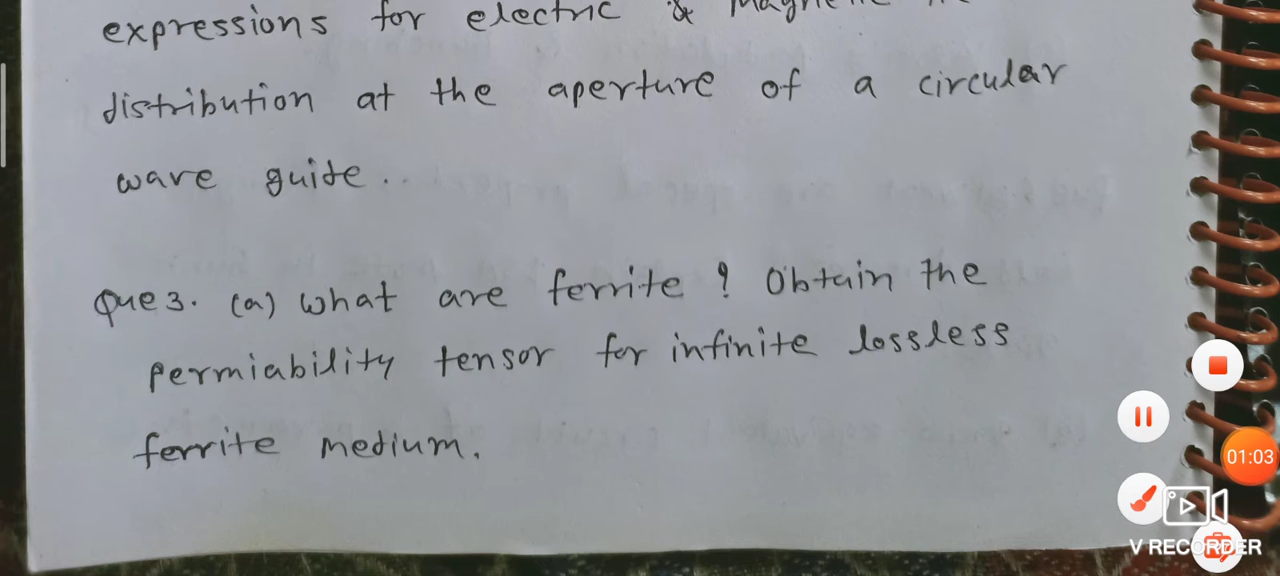 expressions for electric &
distribution at the aperture of a circular
wave guide..
Que 3. (a) What are ferrite ? Obtain the
permiability tensor for infinite lossless
ferrite medium.
01:03
V RECORDER